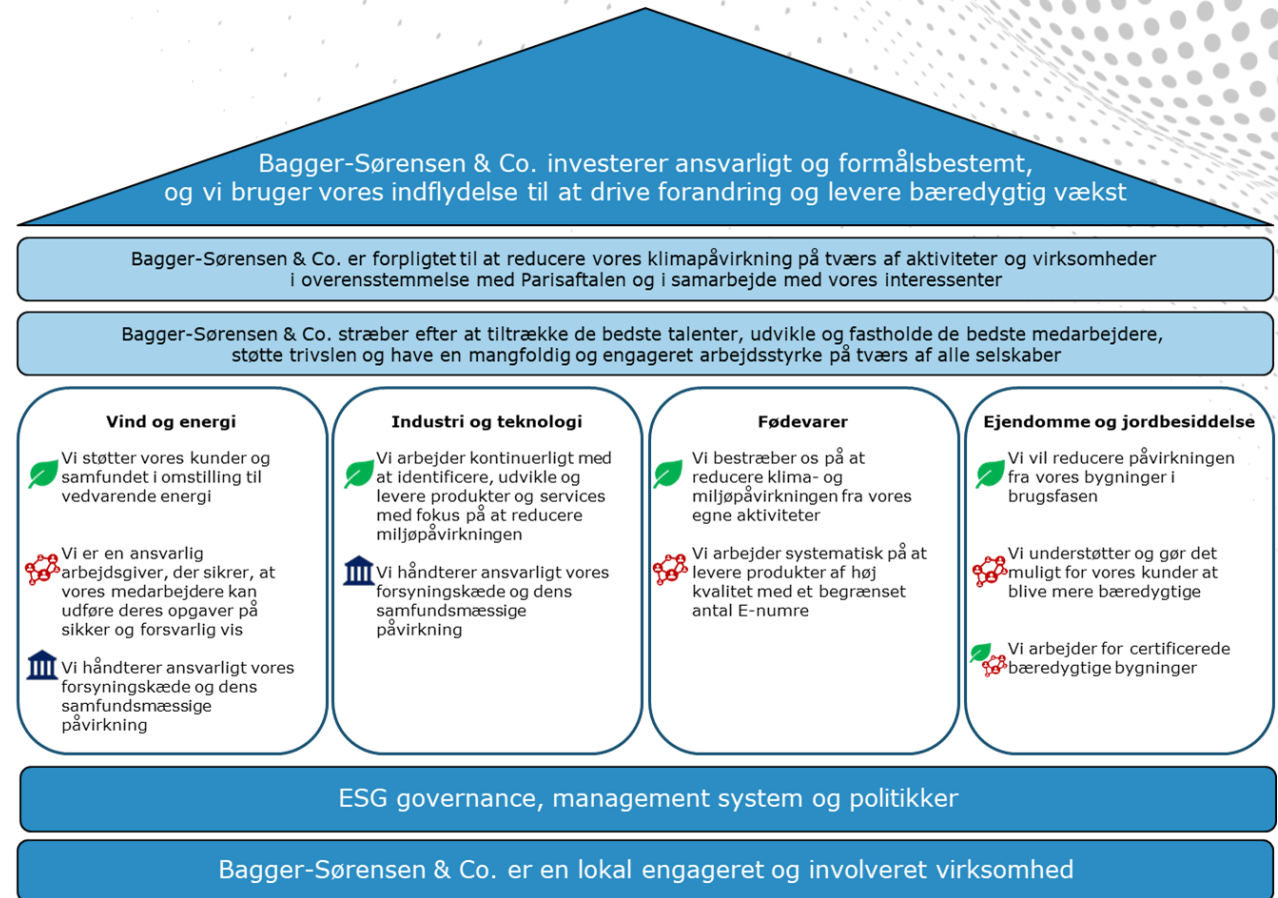 Bagger-Sørensen & Co. investerer ansvarligt og formålsbestemt,
og vi bruger vores indflydelse til at drive forandring og levere bæredygtig vækst
Bagger-Sørensen & Co. er forpligtet til at reducere vores klimapåvirkning på tværs af aktiviteter og virksomheder
i overensstemmelse med Parisaftalen og i samarbejde med vores interessenter
Bagger-Sørensen & Co. stræber efter at tiltrække de bedste talenter, udvikle og fastholde de bedste medarbejdere,
støtte trivslen og have en mangfoldig og engageret arbejdsstyrke på tværs af alle selskaber
Vind og energi
Vi støtter vores kunder og
samfundet i omstilling til
vedvarende energi
Vi er en ansvarlig
arbejdsgiver, der sikrer, at
vores medarbejdere kan
udføre deres opgaver på
sikker og forsvarlig vis
Vi håndterer ansvarligt vores
forsyningskæde og dens
samfundsmæssige
påvirkning
Industri og teknologi
Vi arbejder kontinuerligt med
at identificere, udvikle og
levere produkter og services
med fokus på at reducere
miljøpåvirkningen
Vi håndterer ansvarligt vores
forsyningskæde og dens
samfundsmæssige
påvirkning
Fødevarer
Vi bestræber os på at
reducere klima- og
miljøpåvirkningen fra vores
egne aktiviteter
Vi arbejder systematisk på at
levere produkter af høj
kvalitet med et begrænset
antal E-numre
Ejendomme og jordbesiddelse
Vi vil reducere påvirkningen
fra vores bygninger i
brugsfasen
Vi understøtter og gør det
muligt for vores kunder at
blive mere bæredygtige
Vi arbejder for certificerede
bæredygtige bygninger
ESG governance, management system og politikker
Bagger-Sørensen & Co. er en lokal engageret og involveret virksomhed